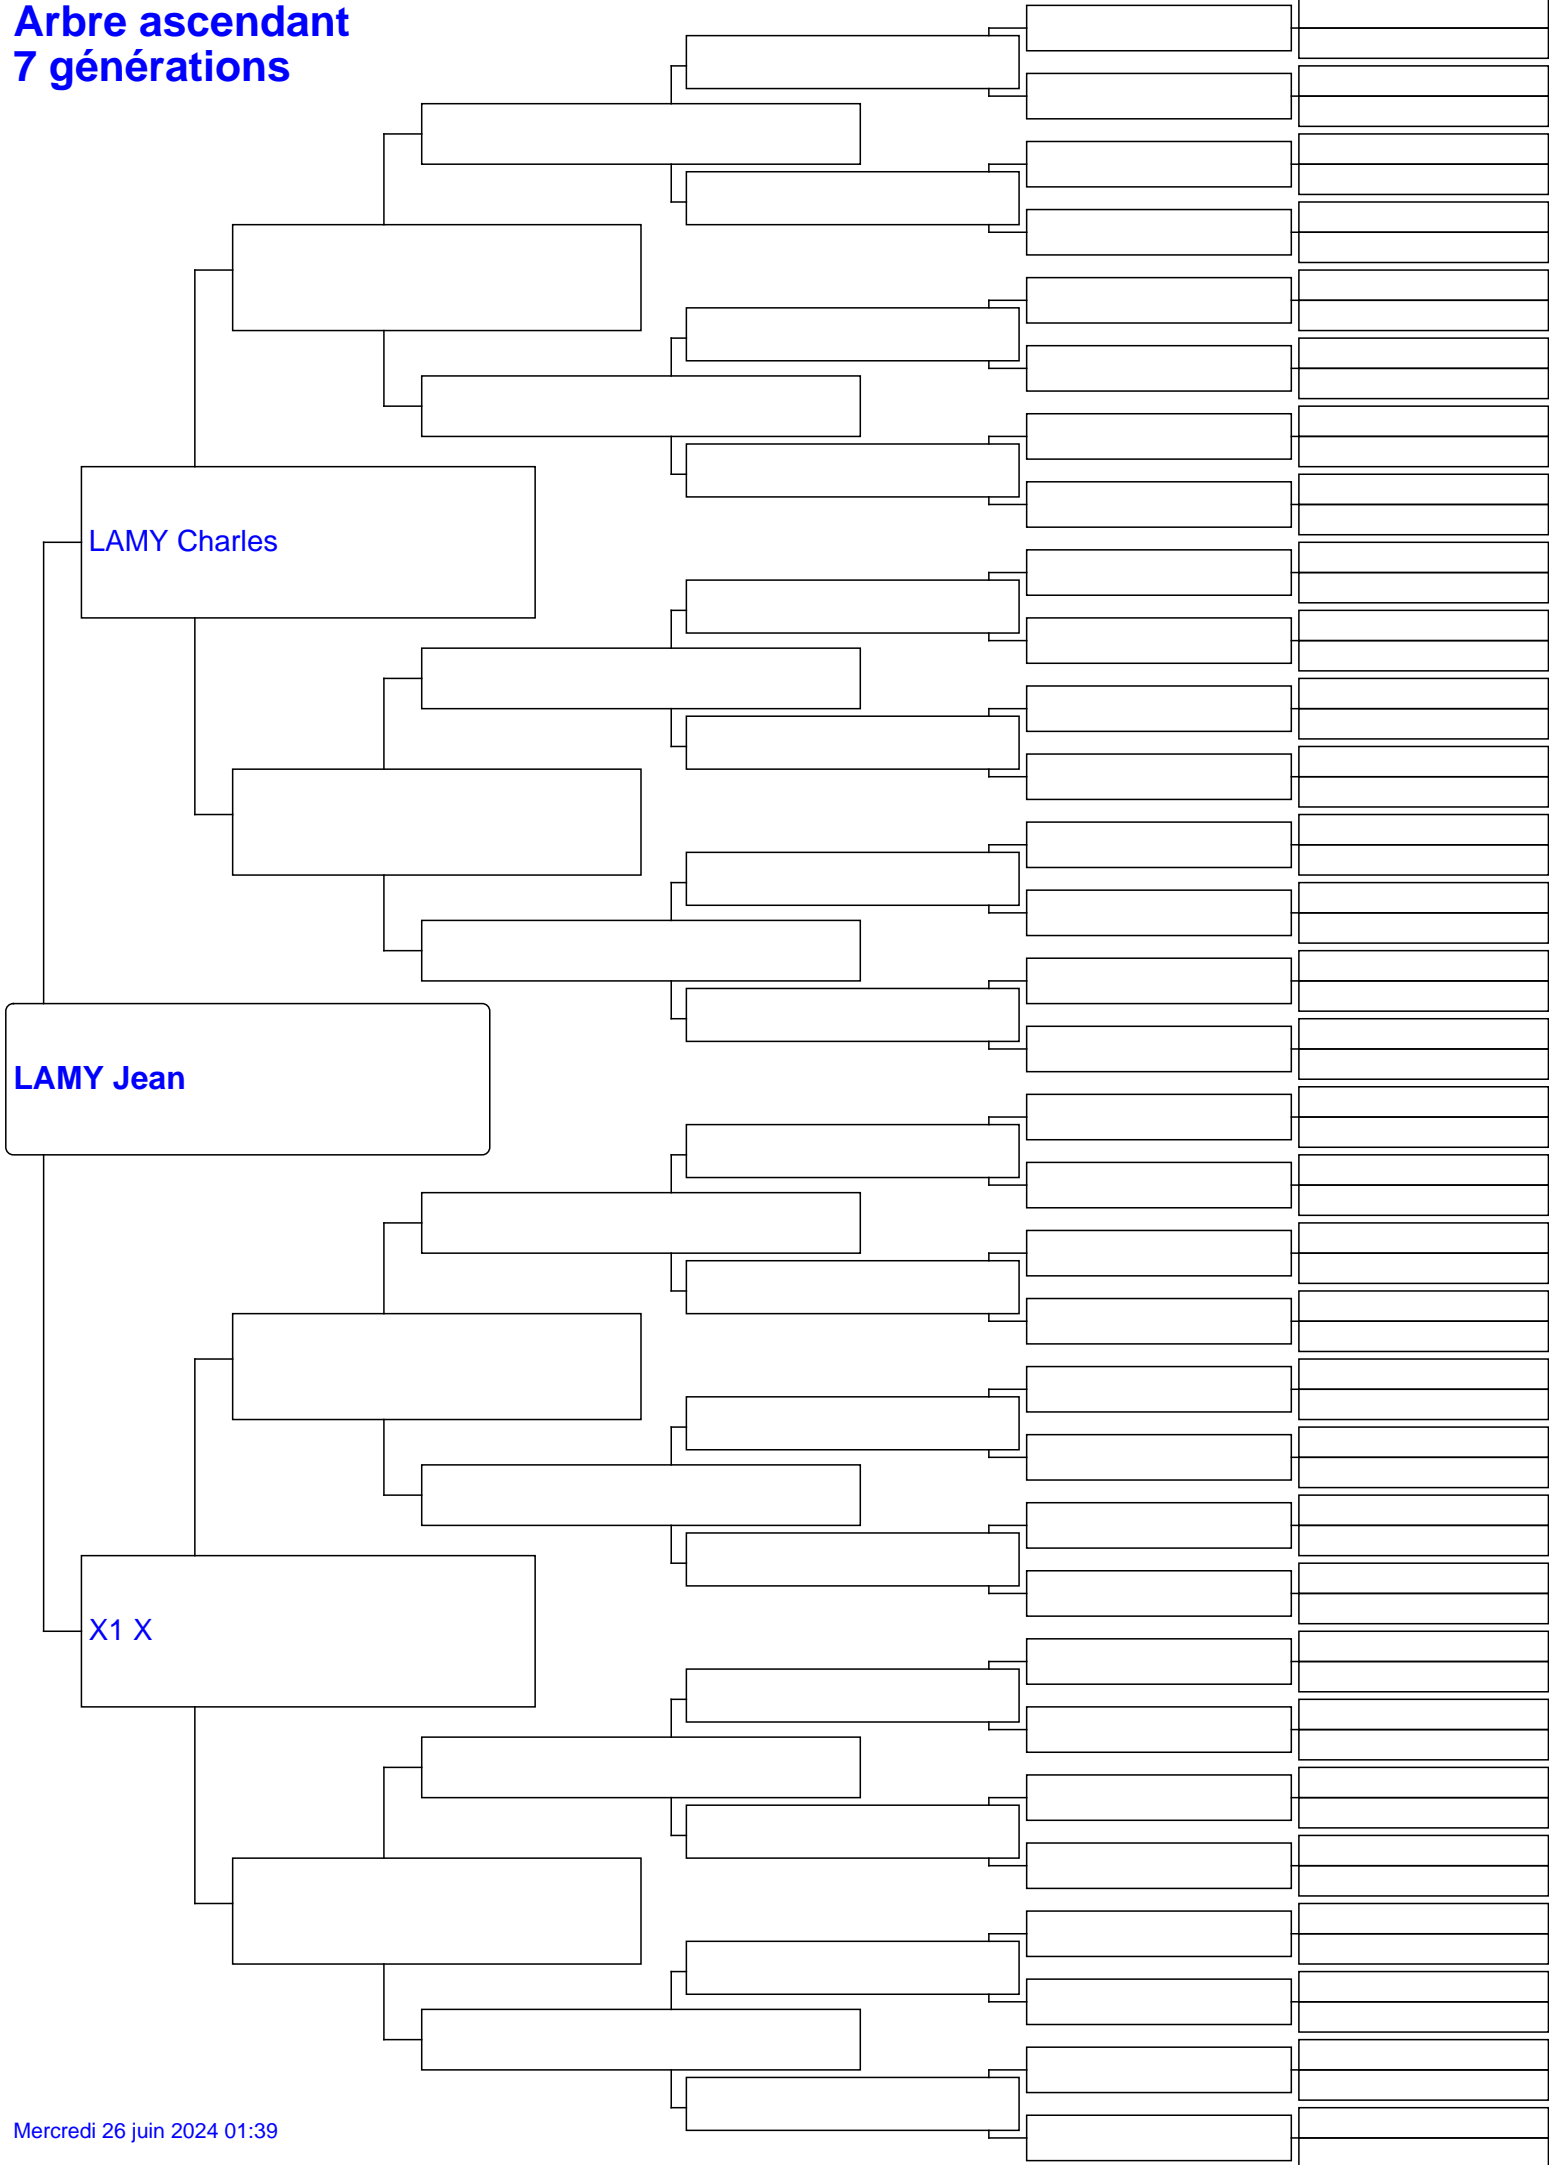 Arbre ascendant
7 générations
LAMY Charles
LAMY Jean
X1 X
Mercredi 26 juin 2024 01:39